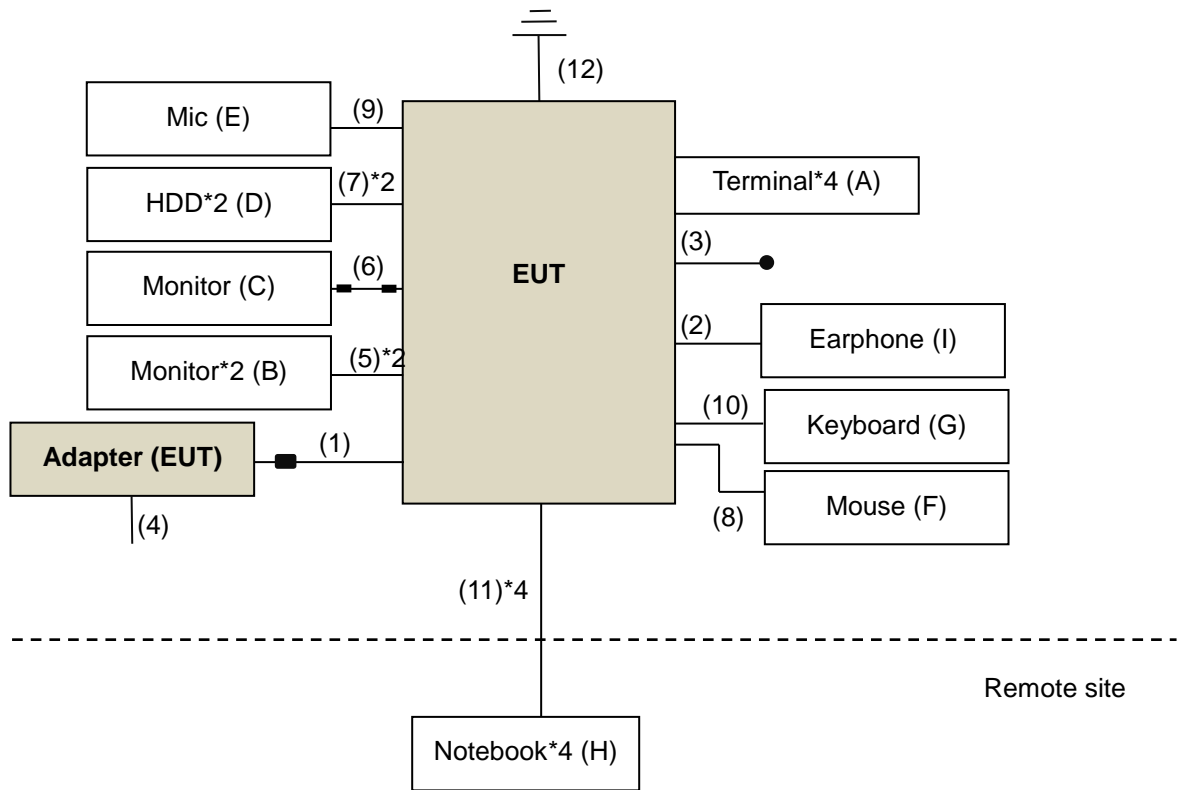 (12)
Mic (E)
(9)
HDD*2 (D)
(7)*2
Terminal*4 (A)
(3)
Monitor (C)
(6)
EUT
(2)
Earphone (I)
Monitor*2 (B)
(5)*2
(10)
Keyboard (G)
Adapter (EUT)
(1)
Mouse (F)
(8)
(4)
(11)*4
Remote site
Notebook*4 (H)